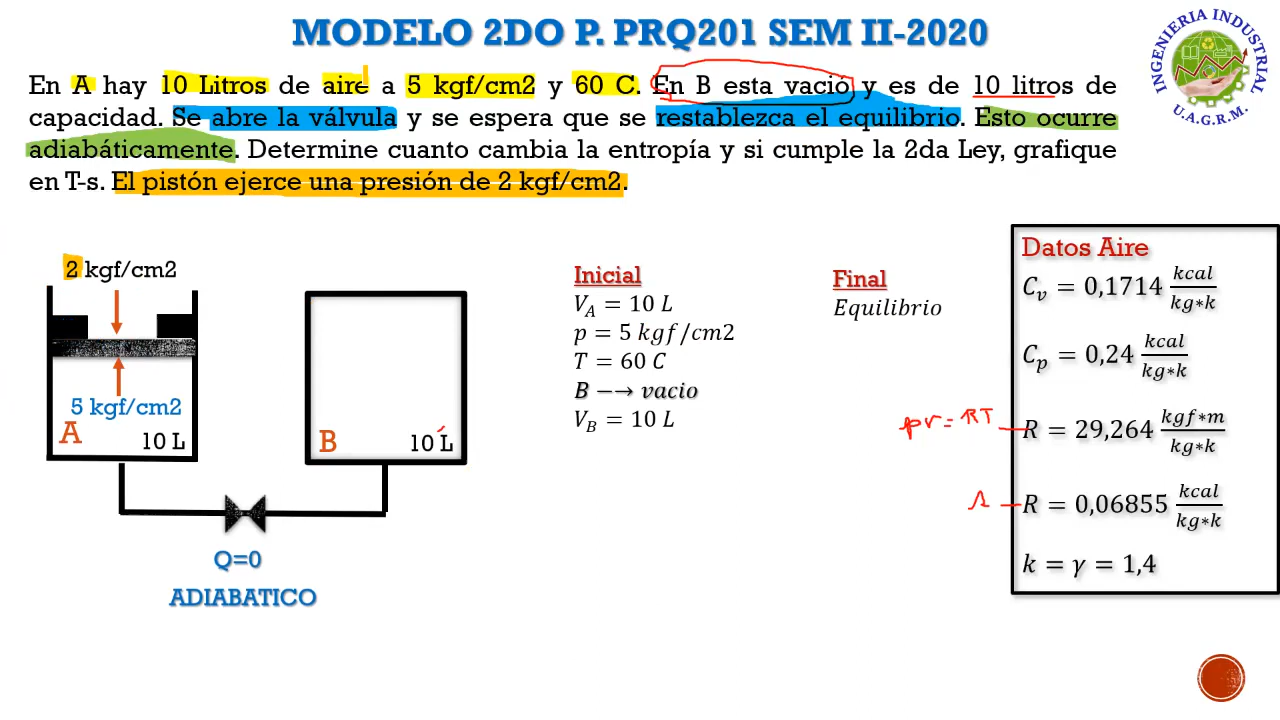 MODELO 2DO P. PRQ201 SEM II-2020
INGENIERIA INDUSTRIAL
U.A.G.R.M.
En A hay 10 Litros de aire a 5 kgf/cm2 y 60 C. En B esta vacio y es de 10 litros de
capacidad. Se abre la válvula y se espera que se restablezca el equilibrio. Esto ocurre
adiabáticamente. Determine cuanto cambia la entropía y si cumple la 2da Ley, grafique
en T-s. El pistón ejerce una presión de 2 kgf/cm2.
2 kgf/cm2
5 kgf/cm2
A
10 L
B
10 L
Q=0
ADIABATICO
Inicial
V_A = 10 L
p = 5 kgf/cm2
T = 60 C
B −→ vacio
V_B = 10 L
Final
Equilibrio
pv = RT
Datos Aire
C_v = 0,1714 kcal/kg∗k
C_p = 0,24 kcal/kg∗k
R = 29,264 kgf∗m/kg∗k
R = 0,06855 kcal/kg∗k
k = γ = 1,4